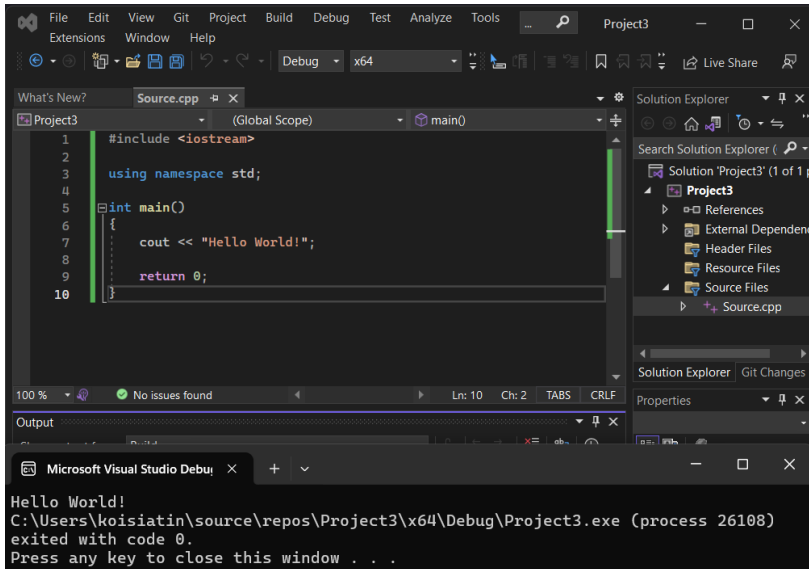 File Edit View Git Project Build Debug Test Analyze Tools ... Project3
Extensions Window Help
Debug x64 Live Share
What's New? Source.cpp
Project3 (Global Scope) main()
1 #include <iostream>
2
3 using namespace std;
4
5 int main()
6 {
7 cout << "Hello World!";
8
9 return 0;
10 }
100 % No issues found Ln: 10 Ch: 2 TABS CRLF
Output
Solution Explorer
Search Solution Explorer (
Solution 'Project3' (1 of 1 p
Project3
References
External Dependen
Header Files
Resource Files
Source Files
Source.cpp
Solution Explorer Git Changes
Properties
Microsoft Visual Studio Debu
Hello World!
C:\Users\koisiatin\source\repos\Project3\x64\Debug\Project3.exe (process 26108)
exited with code 0.
Press any key to close this window . . .